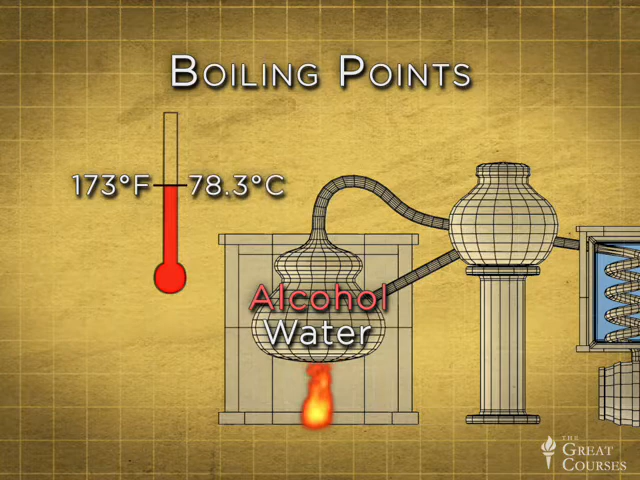 BOILING POINTS
173°F 78.3°C
Alcohol
Water
THE
GREAT
COURSES